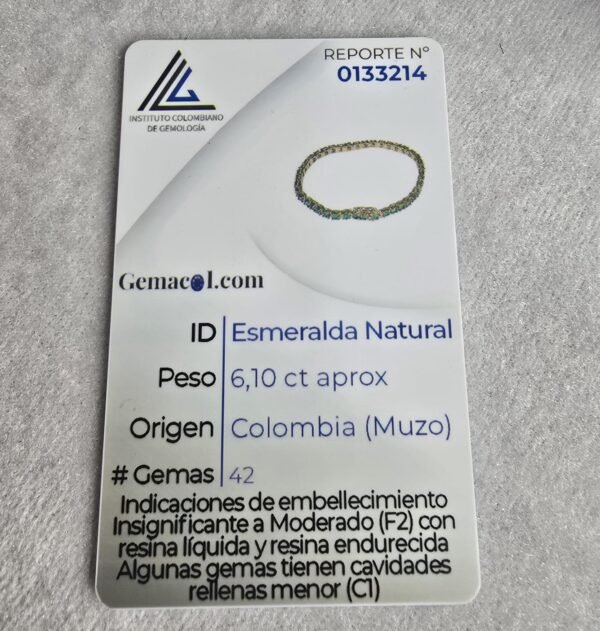 REPORTE Nº
0133214
INSTITUTO COLOMBIANO
DE GEMOLOGÍA
Gemacol.com
ID Esmeralda Natural
Peso 6,10 ct aprox
Origen Colombia (Muzo)
# Gemas 42
Indicaciones de embellecimiento
Insignificante a Moderado (F2) con
resina líquida y resina endurecida
Algunas gemas tienen cavidades
rellenas menor (C1)